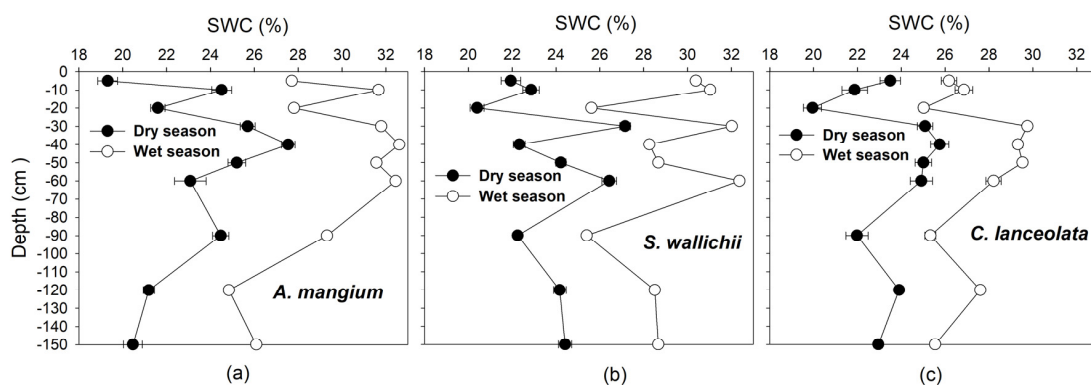 SWC (%)
18 20 22 24 26 28 30 32
0
-10
-20
-30
-40
-50
-60
-70
-80
-90
-100
-110
-120
-130
-140
-150
Depth (cm )
Dry season
Wet season
A. mangium
(a)
SWC (%)
18 20 22 24 26 28 30 32
Dry season
Wet season
S. wallichii
(b)
SWC (%)
18 20 22 24 26 28 30 32
Dry season
Wet season
C. lanceolata
(c)